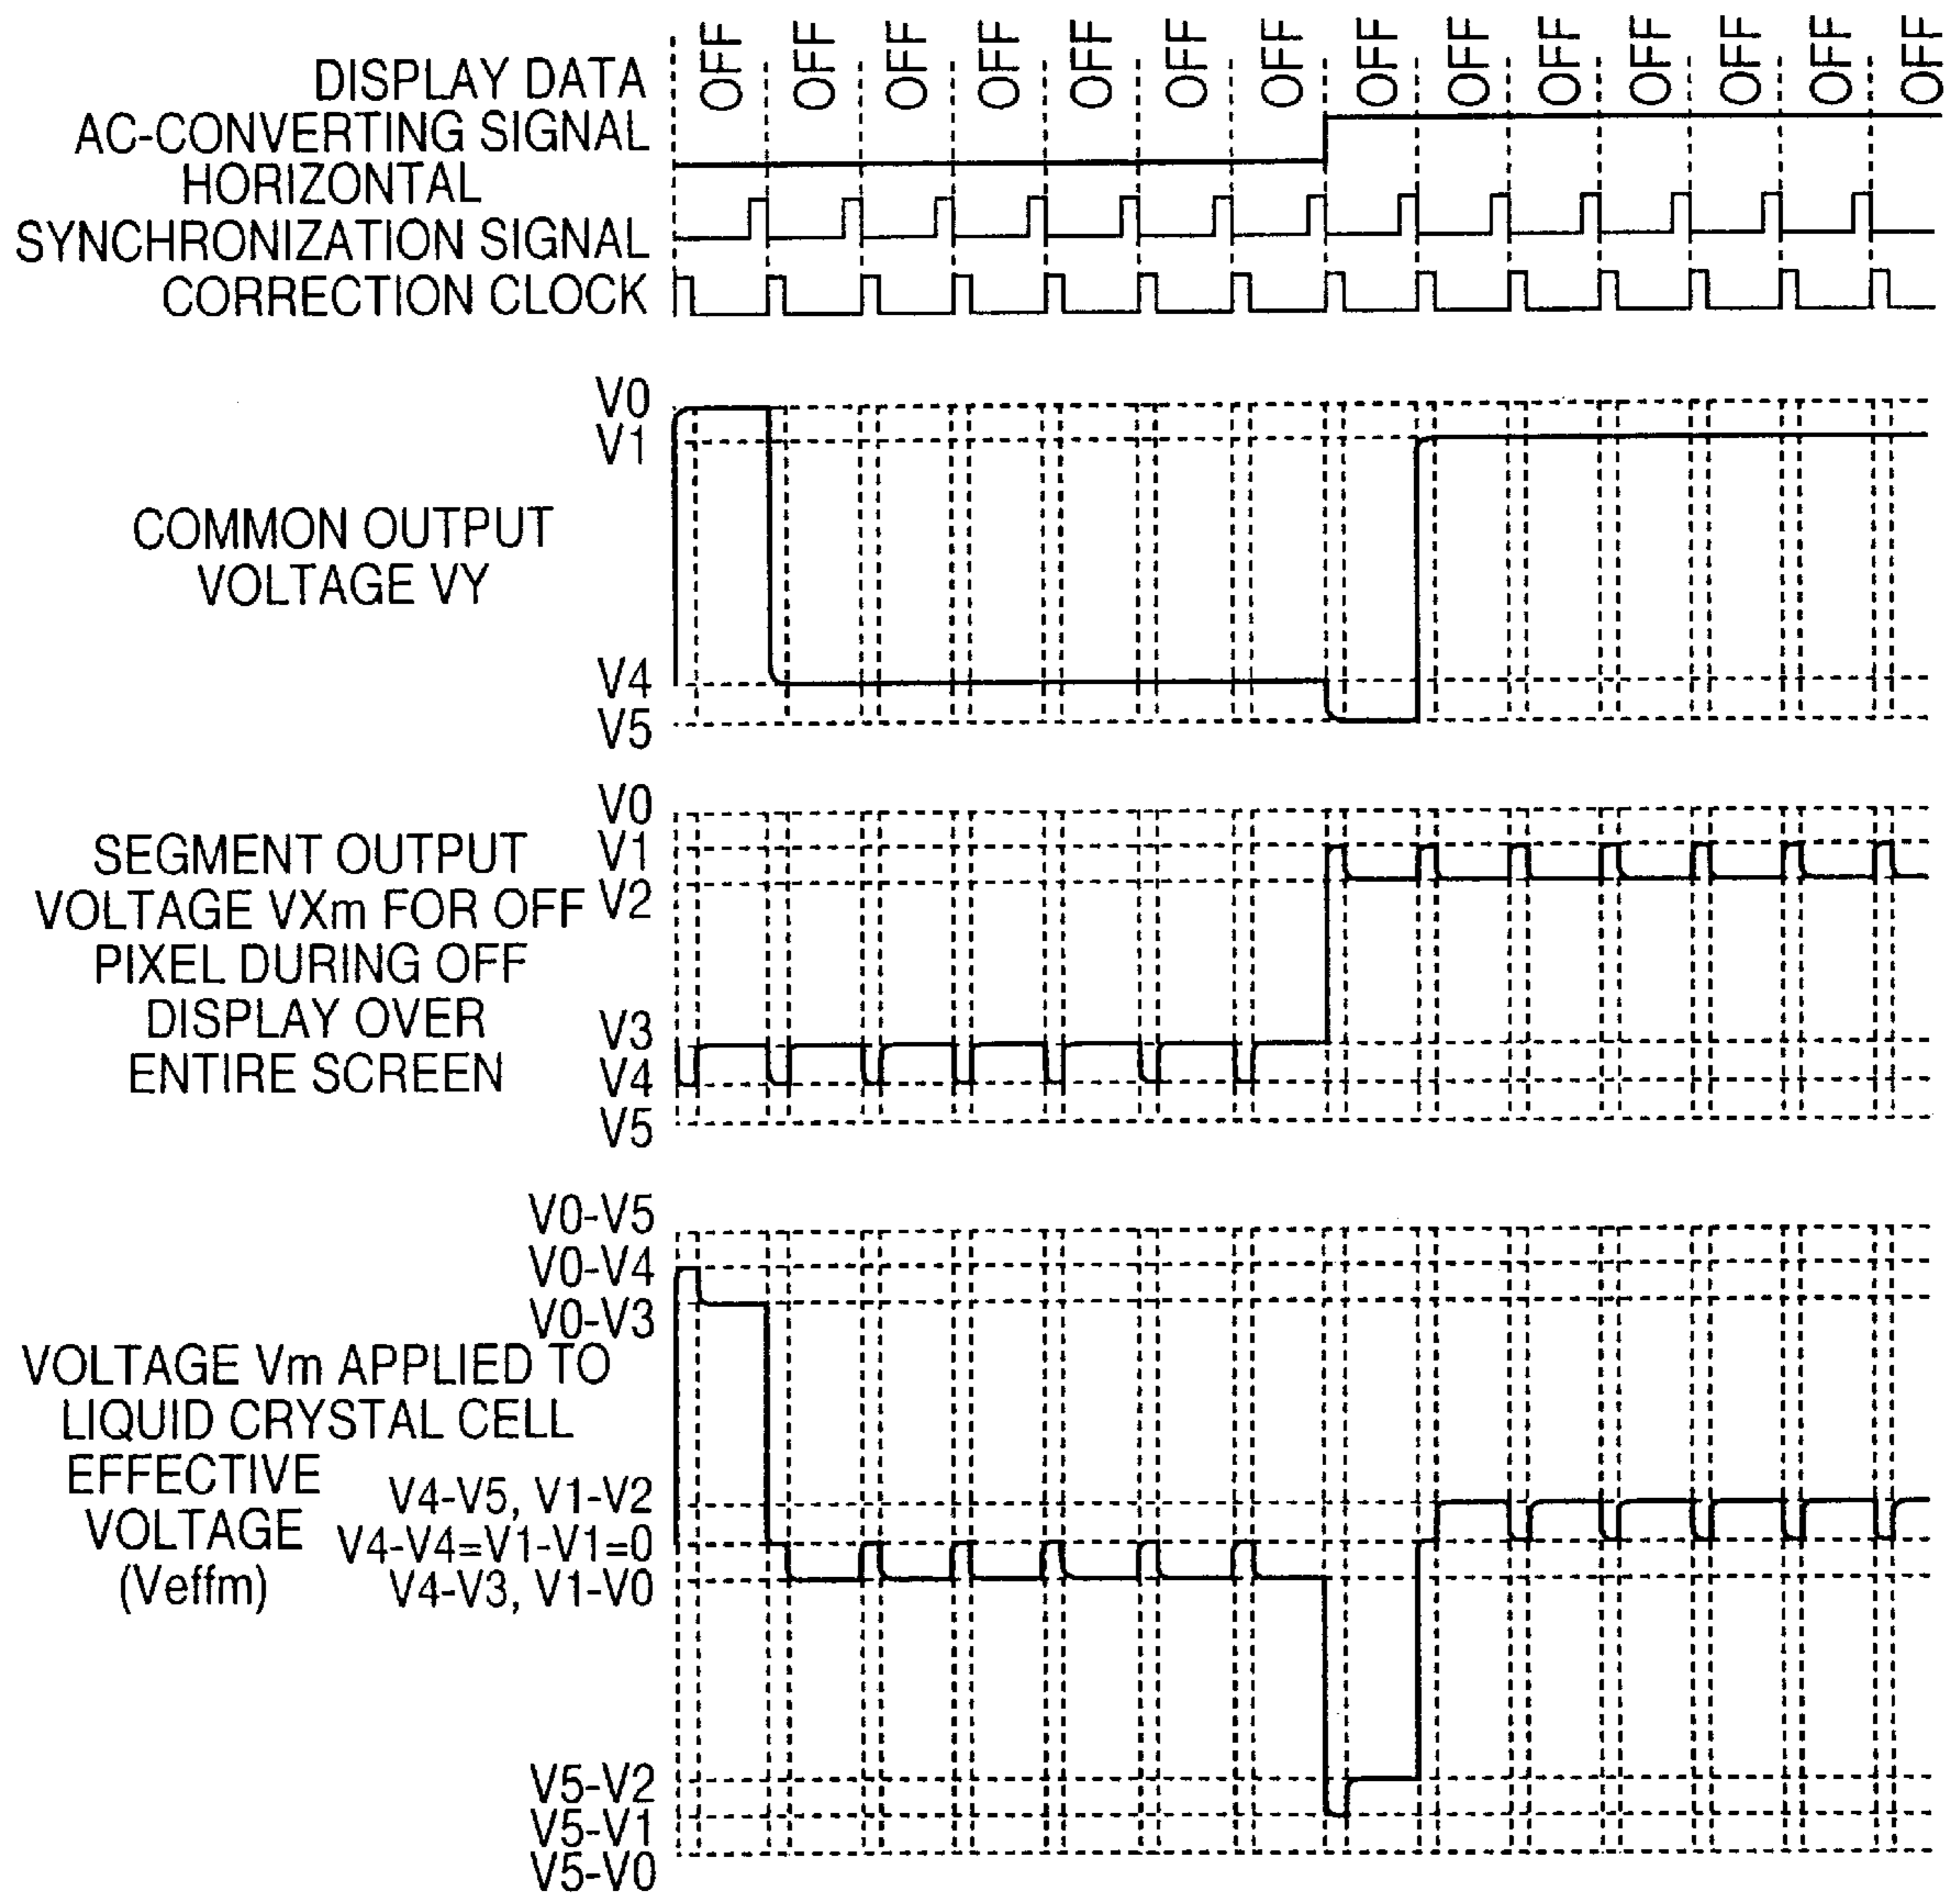 OFF OFF OFF OFF OFF OFF OFF OFF OFF OFF OFF OFF OFF OFF
DISPLAY DATA
AC-CONVERTING SIGNAL
HORIZONTAL
SYNCHRONIZATION SIGNAL
CORRECTION CLOCK
V0
V1
COMMON OUTPUT
VOLTAGE VY
V4
V5
V0
SEGMENT OUTPUT V1
VOLTAGE VXm FOR OFF V2
PIXEL DURING OFF
DISPLAY OVER V3
ENTIRE SCREEN V4
V5
V0-V5
V0-V4
V0-V3
VOLTAGE Vm APPLIED TO
LIQUID CRYSTAL CELL
EFFECTIVE V4-V5, V1-V2
VOLTAGE V4-V4=V1-V1=0
(Veffm) V4-V3, V1-V0
V5-V2
V5-V1
V5-V0